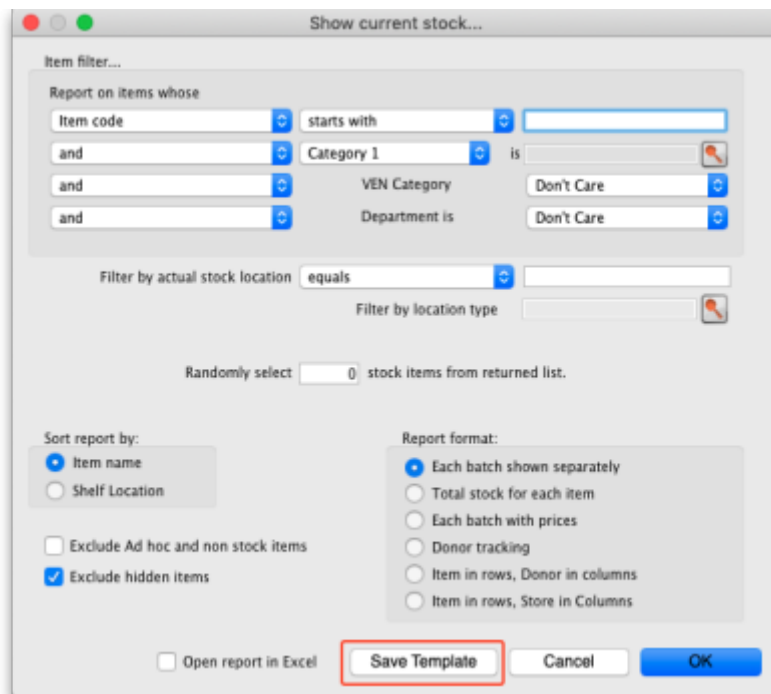 Show current stock...
Item filter...
Report on items whose
Item code starts with
and Category 1 is
and VEN Category Don't Care
and Department is Don't Care
Filter by actual stock location equals
Filter by location type
Randomly select 0 stock items from returned list.
Sort report by:
Item name
Shelf Location
Exclude Ad hoc and non stock items
Exclude hidden items
Report format:
Each batch shown separately
Total stock for each item
Each batch with prices
Donor tracking
Item in rows, Donor in columns
Item in rows, Store in Columns
Open report in Excel Save Template Cancel OK